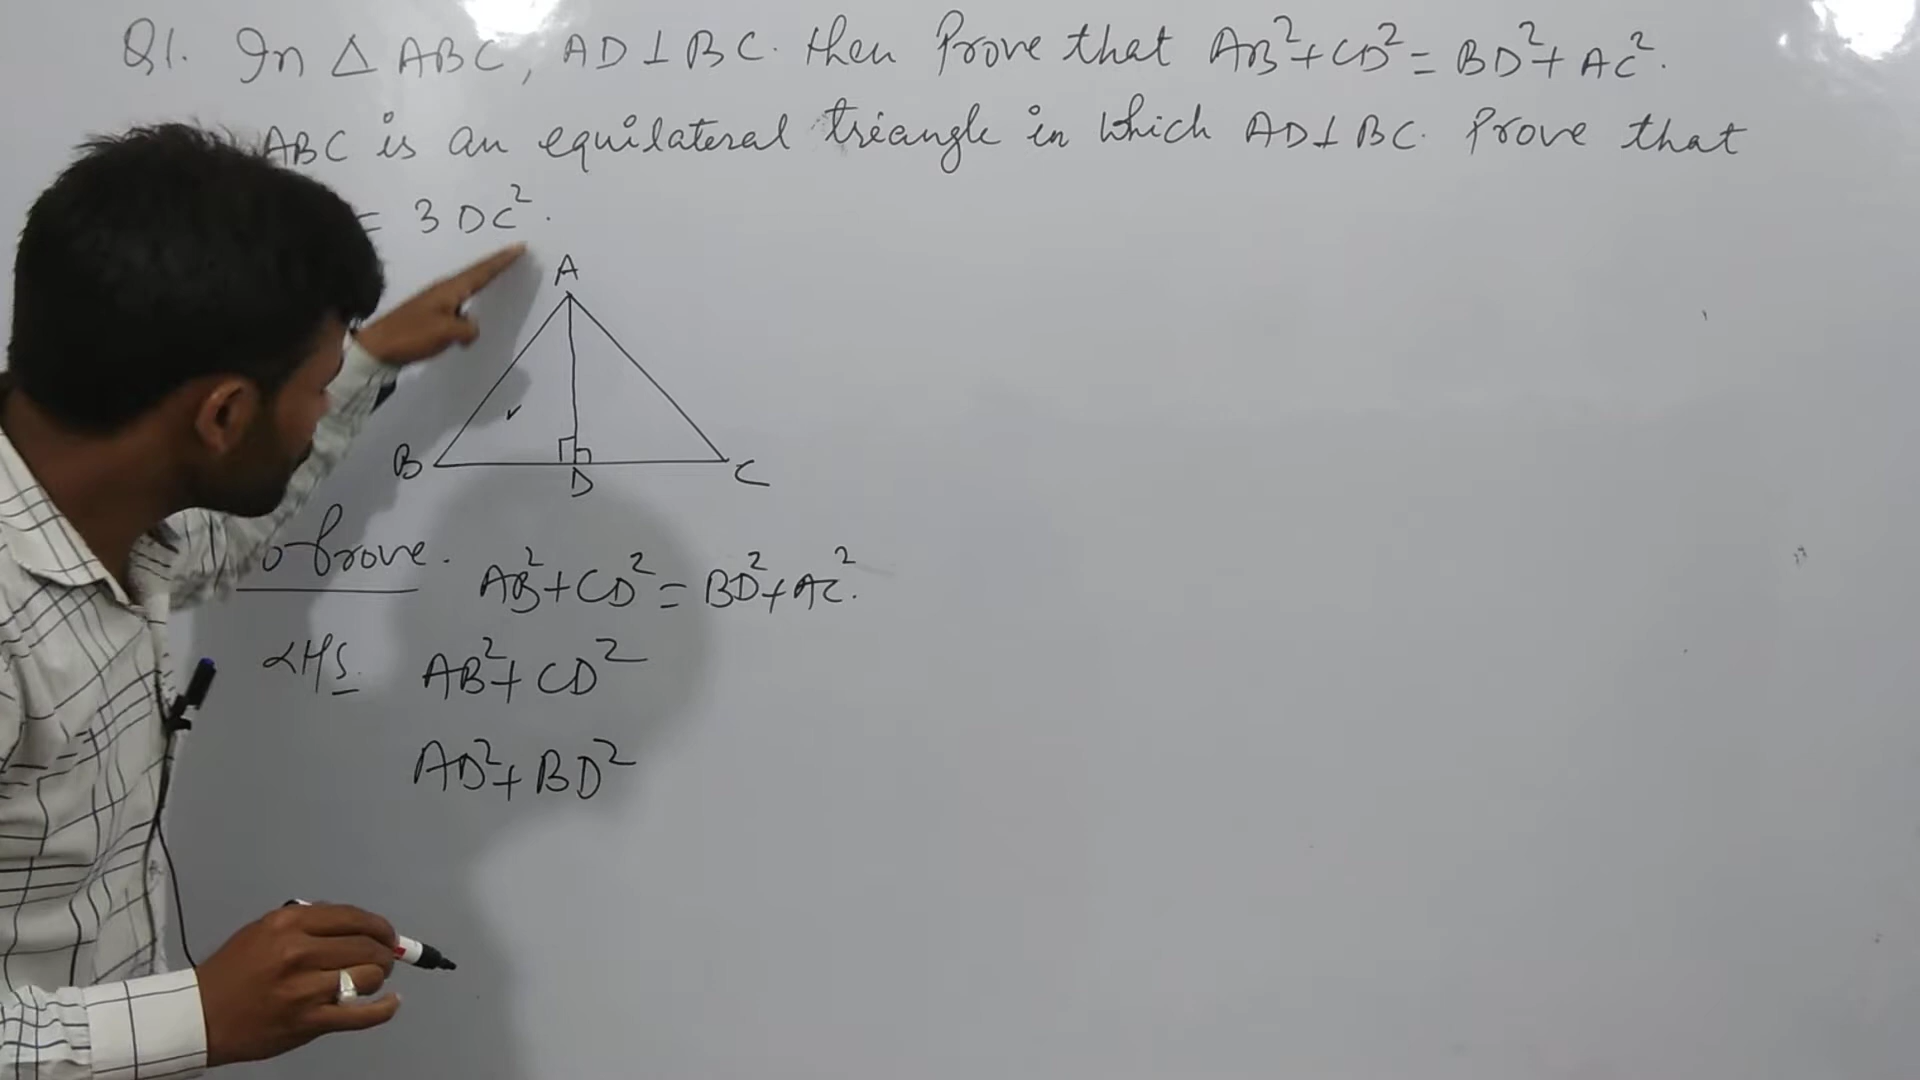 Q1. In △ ABC, AD⊥BC. then Prove that AB²+CD²=BD²+AC².
ABC is an equilateral triangle in which AD⊥BC. Prove that
= 3DC².
A
B
D
C
o Prove. AB²+CD²=BD²+AC².
LHS. AB²+CD²
AD²+BD²